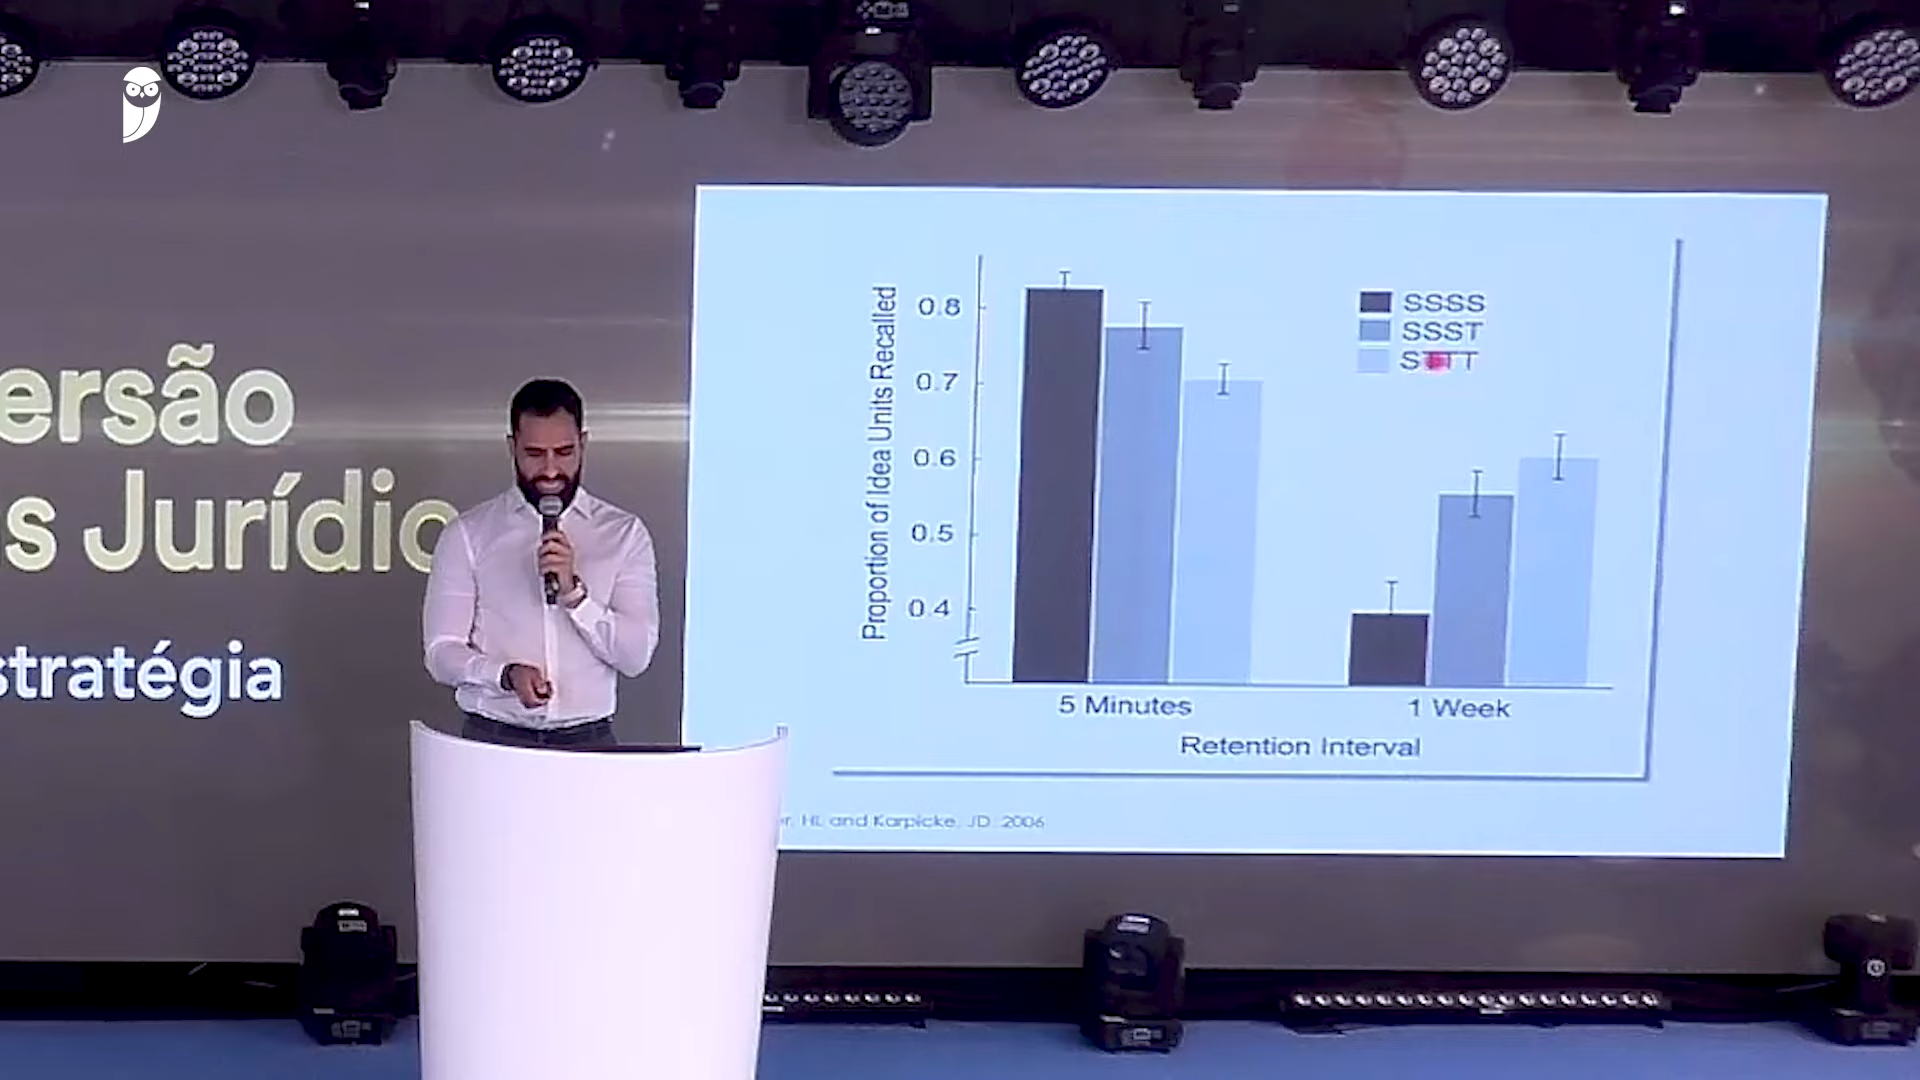 ersão
s Jurídic
stratégia
Proportion of Idea Units Recalled
0.8
0.7
0.6
0.5
0.4
SSSS
SSST
STTT
5 Minutes
1 Week
Retention Interval
r, HL and Karpicke, JD 2006